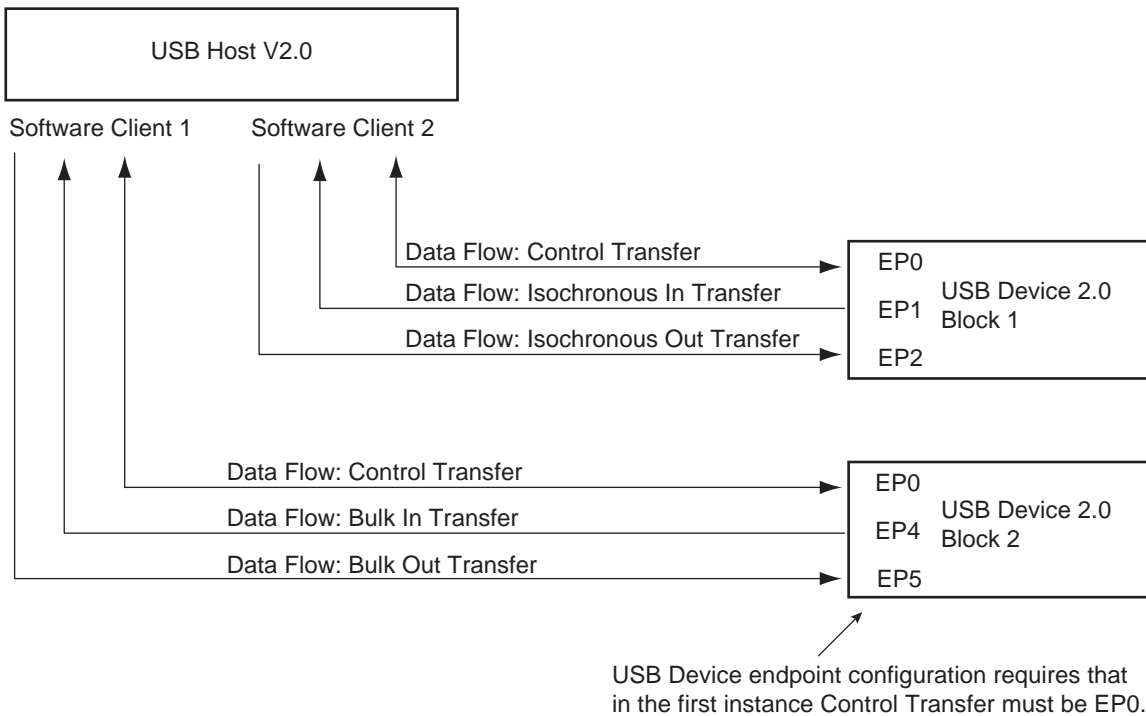 USB Host V2.0
Software Client 1
Software Client 2
Data Flow: Control Transfer
Data Flow: Isochronous In Transfer
Data Flow: Isochronous Out Transfer
EP0
EP1
EP2
USB Device 2.0
Block 1
Data Flow: Control Transfer
Data Flow: Bulk In Transfer
Data Flow: Bulk Out Transfer
EP0
EP4
EP5
USB Device 2.0
Block 2
USB Device endpoint configuration requires that
in the first instance Control Transfer must be EP0.